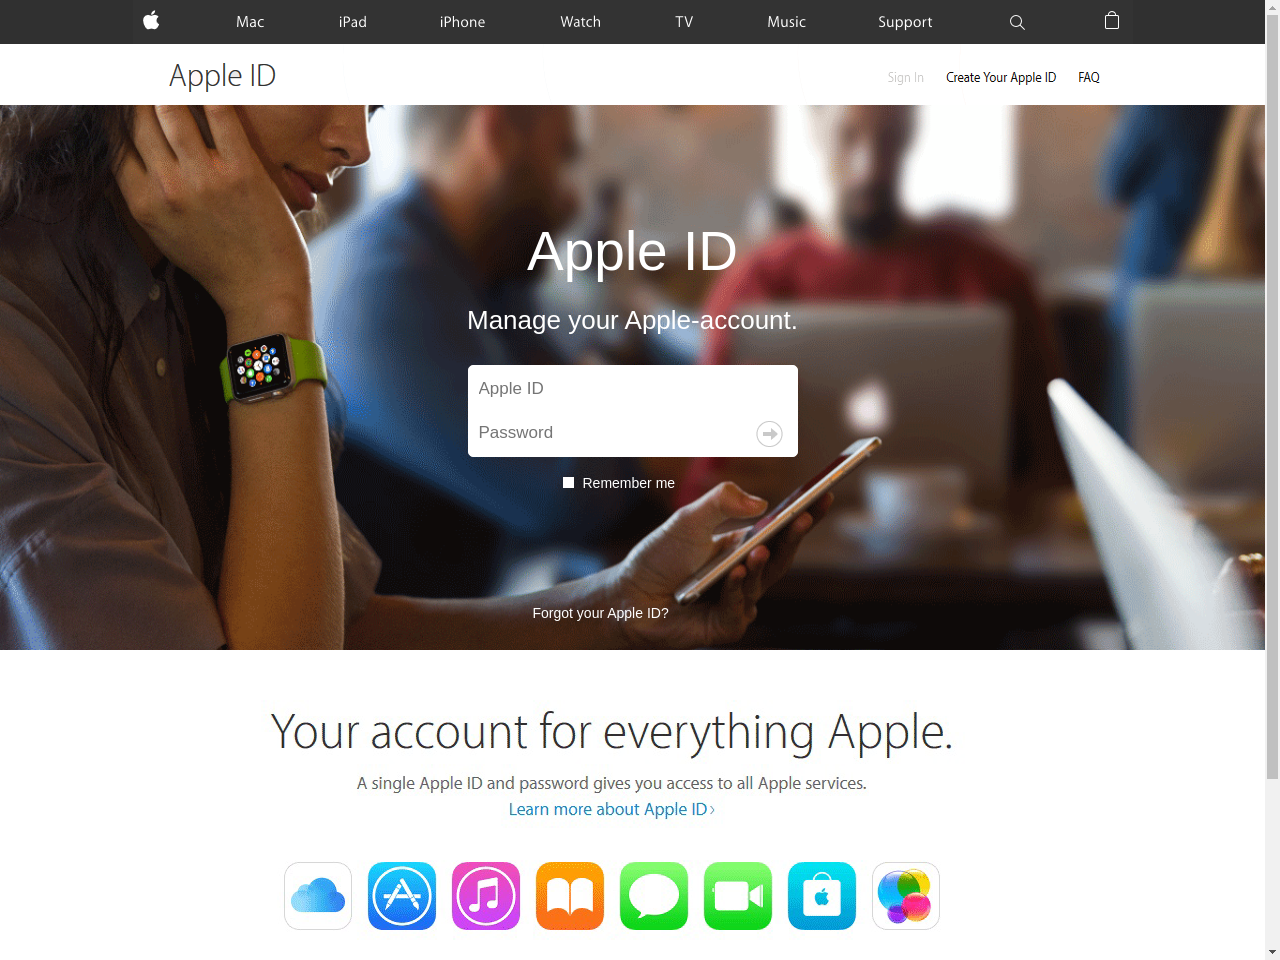 Mac iPad iPhone Watch TV Music Support
Apple ID
Sign In Create Your Apple ID FAQ
Apple ID
Manage your Apple-account.
Apple ID
Password
Remember me
Forgot your Apple ID?
Your account for everything Apple.
A single Apple ID and password gives you access to all Apple services.
Learn more about Apple ID ›